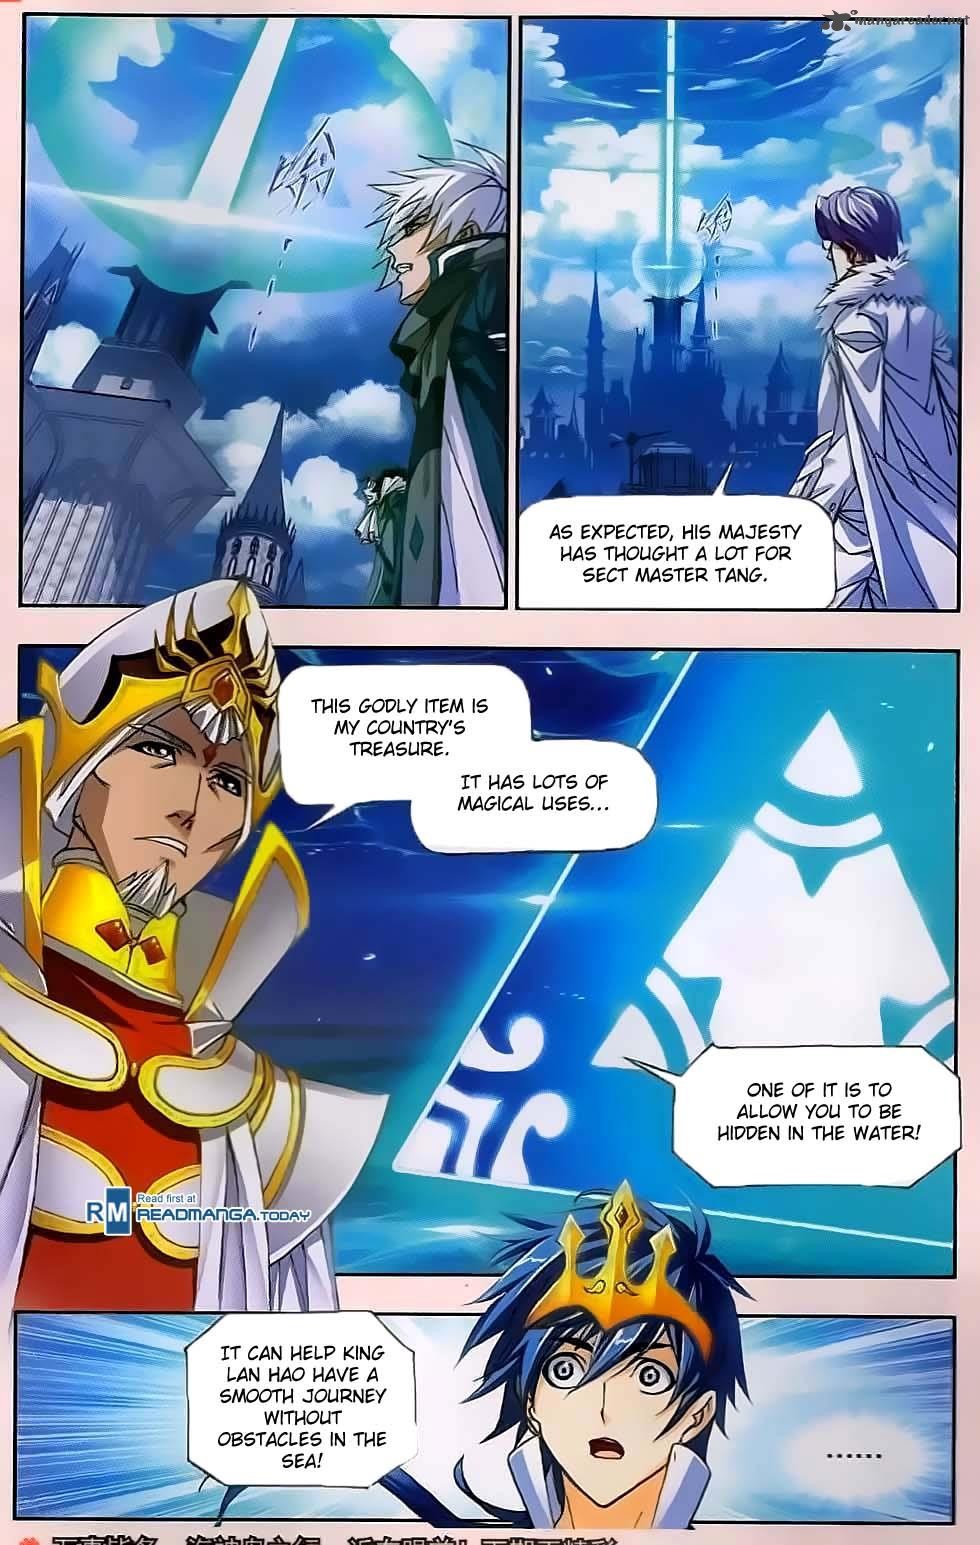 mangareader.net
AS EXPECTED, HIS MAJESTY
HAS THOUGHT A LOT FOR
SECT MASTER TANG.
THIS GODLY ITEM IS
MY COUNTRY'S
TREASURE.
IT HAS LOTS OF
MAGICAL USES...
ONE OF IT IS TO
ALLOW YOU TO BE
HIDDEN IN THE WATER!
RM Read first at
READMANGA.TODAY
IT CAN HELP KING
LAN HAO HAVE A
SMOOTH JOURNEY
WITHOUT
OBSTACLES IN THE
SEA!
......